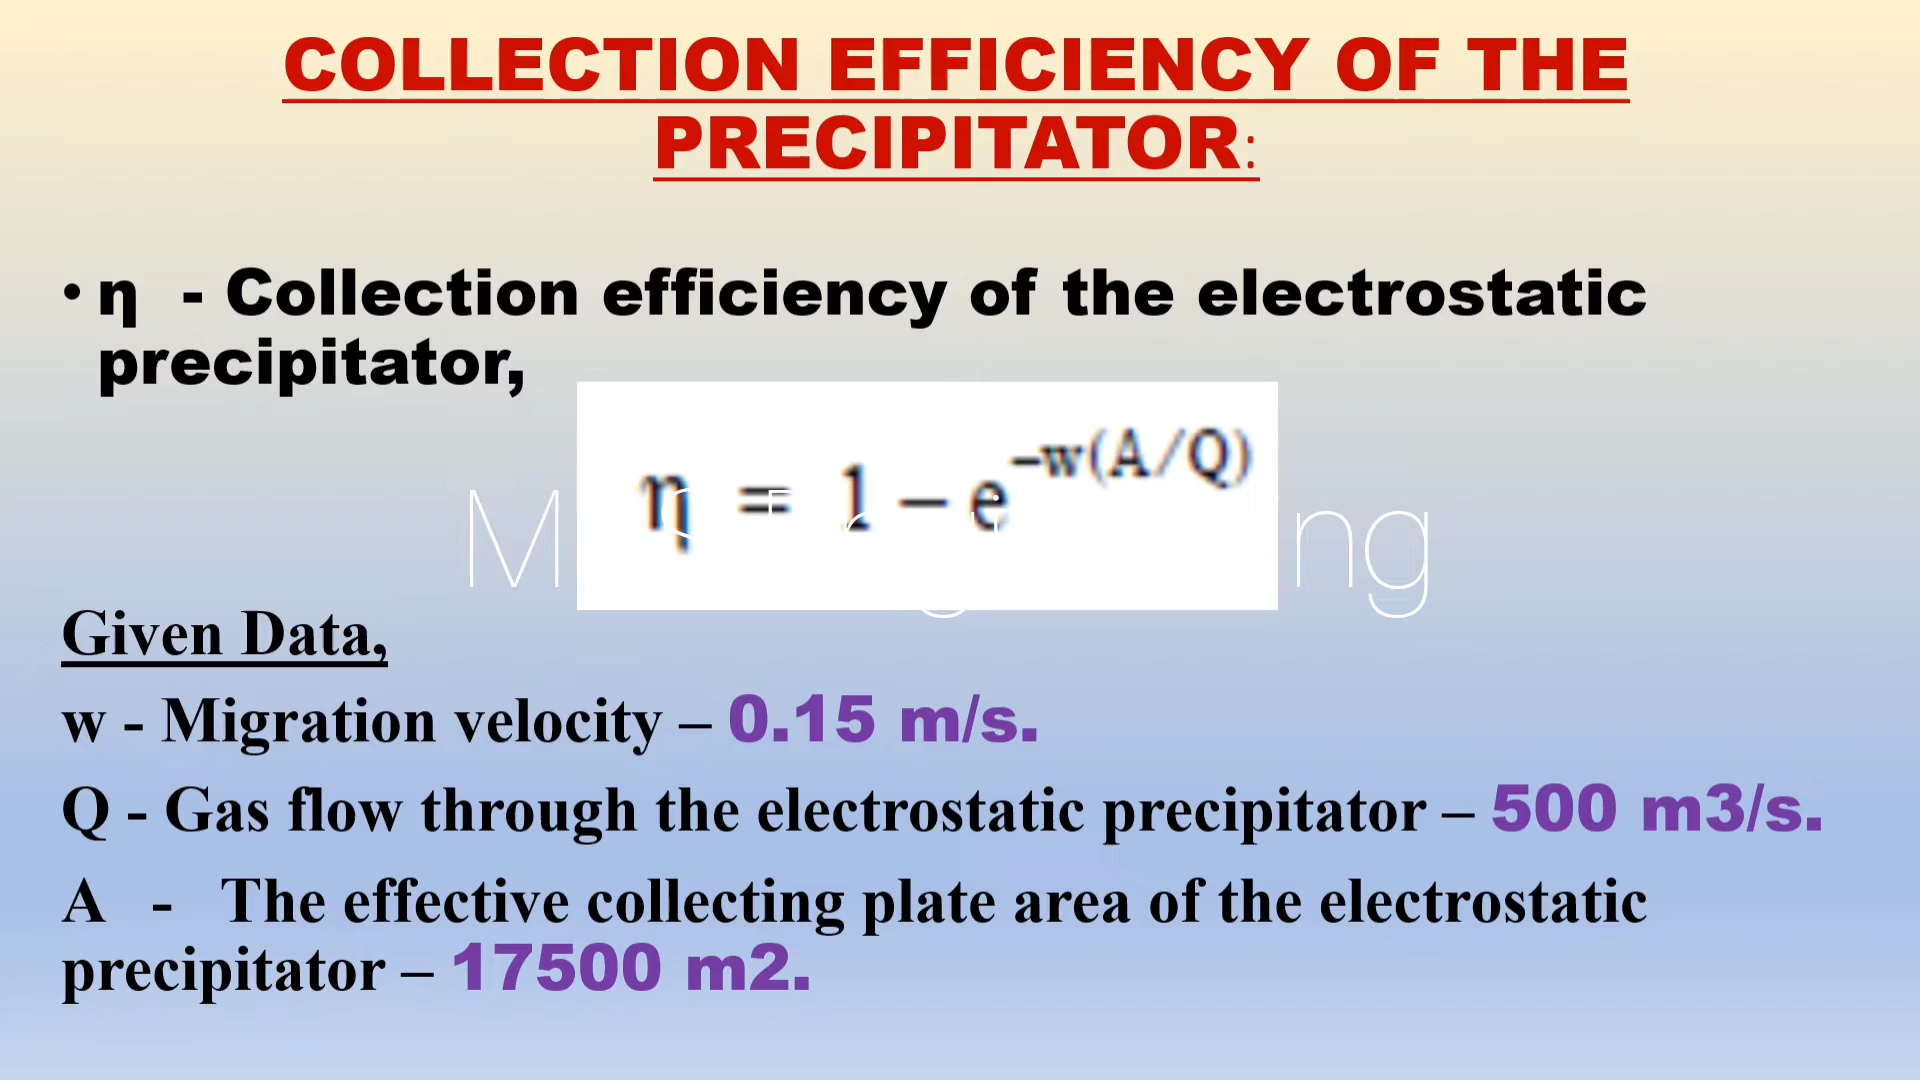 COLLECTION EFFICIENCY OF THE
PRECIPITATOR:
• η - Collection efficiency of the electrostatic
precipitator,
η = 1 – e^–w(A/Q)
Given Data,
w - Migration velocity – 0.15 m/s.
Q - Gas flow through the electrostatic precipitator – 500 m3/s.
A - The effective collecting plate area of the electrostatic
precipitator – 17500 m2.